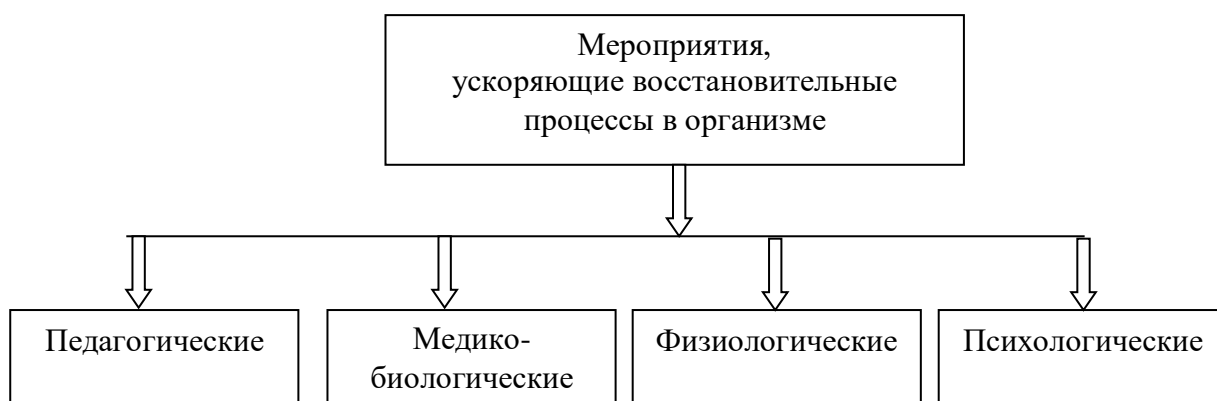 Мероприятия,
ускоряющие восстановительные
процессы в организме
Педагогические
Медико-
биологические
Физиологические
Психологические